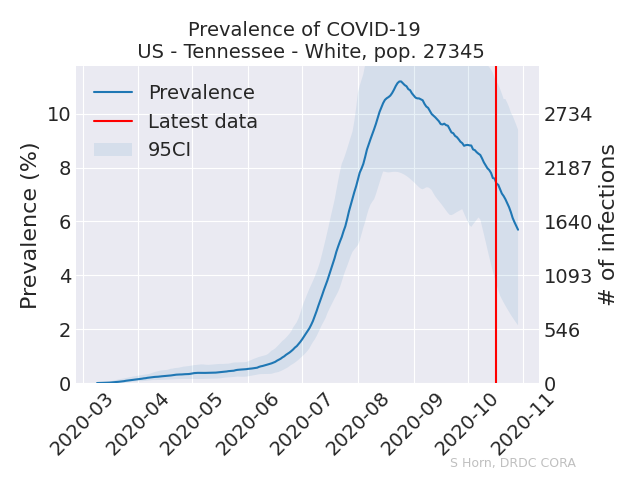 Prevalence of COVID-19
US - Tennessee - White, pop. 27345
Prevalence
Latest data
95CI
Prevalence (%)
10
8
6
4
2
0
2734
2187
1640
1093
546
0
# of infections
2020-03
2020-04
2020-05
2020-06
2020-07
2020-08
2020-09
2020-10
2020-11
S Horn, DRDC CORA